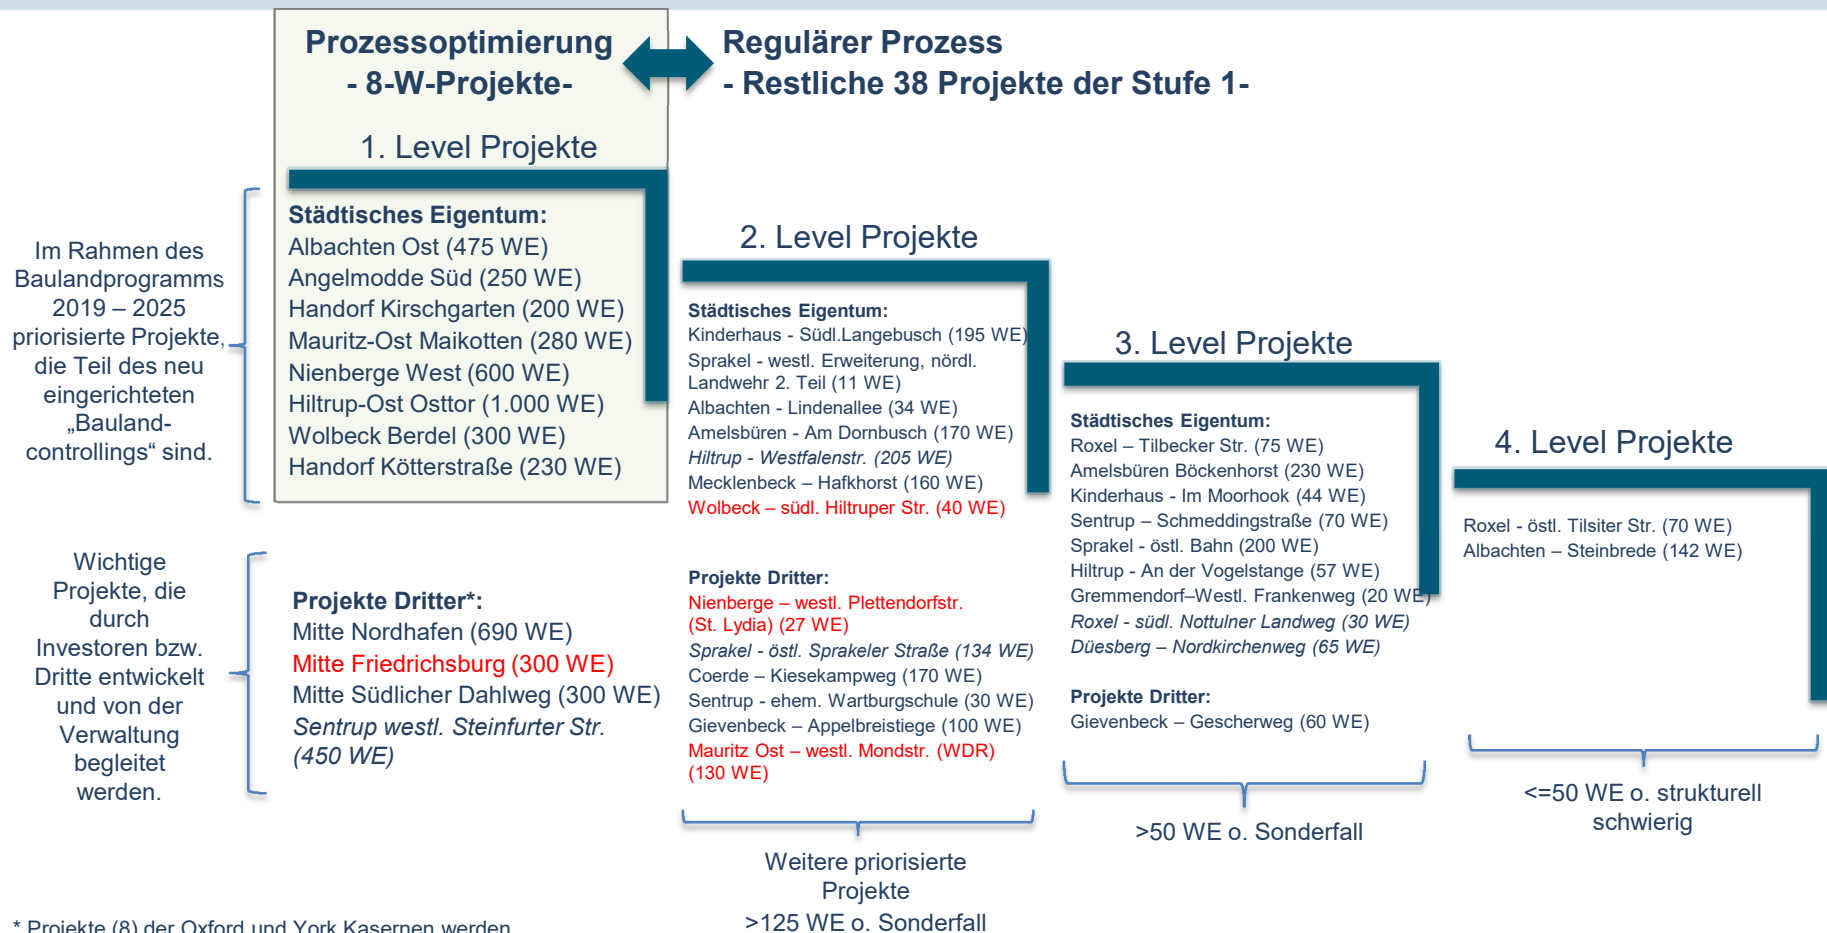 Prozessoptimierung
- 8-W-Projekte-
Regulärer Prozess
- Restliche 38 Projekte der Stufe 1-
1. Level Projekte
Im Rahmen des
Baulandprogramms
2019 – 2025
priorisierte Projekte,
die Teil des neu
eingerichteten
„Bauland-
controllings“ sind.
Städtisches Eigentum:
Albachten Ost (475 WE)
Angelmodde Süd (250 WE)
Handorf Kirschgarten (200 WE)
Mauritz-Ost Maikotten (280 WE)
Nienberge West (600 WE)
Hiltrup-Ost Osttor (1.000 WE)
Wolbeck Berdel (300 WE)
Handorf Kötterstraße (230 WE)
Wichtige
Projekte, die
durch
Investoren bzw.
Dritte entwickelt
und von der
Verwaltung
begleitet
werden.
Projekte Dritter*:
Mitte Nordhafen (690 WE)
Mitte Friedrichsburg (300 WE)
Mitte Südlicher Dahlweg (300 WE)
Sentrup westl. Steinfurter Str.
(450 WE)
2. Level Projekte
Städtisches Eigentum:
Kinderhaus - Südl.Langebusch (195 WE)
Sprakel - westl. Erweiterung, nördl.
Landwehr 2. Teil (11 WE)
Albachten - Lindenallee (34 WE)
Amelsbüren - Am Dornbusch (170 WE)
Hiltrup - Westfalenstr. (205 WE)
Mecklenbeck – Hafkhorst (160 WE)
Wolbeck – südl. Hiltruper Str. (40 WE)
Projekte Dritter:
Nienberge – westl. Plettendorfstr.
(St. Lydia) (27 WE)
Sprakel - östl. Sprakeler Straße (134 WE)
Coerde – Kiesekampweg (170 WE)
Sentrup - ehem. Wartburgschule (30 WE)
Gievenbeck – Appelbreistiege (100 WE)
Mauritz Ost – westl. Mondstr. (WDR)
(130 WE)
Weitere priorisierte
Projekte
>125 WE o. Sonderfall
3. Level Projekte
Städtisches Eigentum:
Roxel – Tilbecker Str. (75 WE)
Amelsbüren Böckenhorst (230 WE)
Kinderhaus - Im Moorhook (44 WE)
Sentrup – Schmeddingstraße (70 WE)
Sprakel - östl. Bahn (200 WE)
Hiltrup - An der Vogelstange (57 WE)
Gremmendorf–Westl. Frankenweg (20 WE)
Roxel - südl. Nottulner Landweg (30 WE)
Düesberg – Nordkirchenweg (65 WE)
Projekte Dritter:
Gievenbeck – Gescherweg (60 WE)
>50 WE o. Sonderfall
4. Level Projekte
Roxel - östl. Tilsiter Str. (70 WE)
Albachten – Steinbrede (142 WE)
<=50 WE o. strukturell
schwierig
* Projekte (8) der Oxford und York Kasernen werden